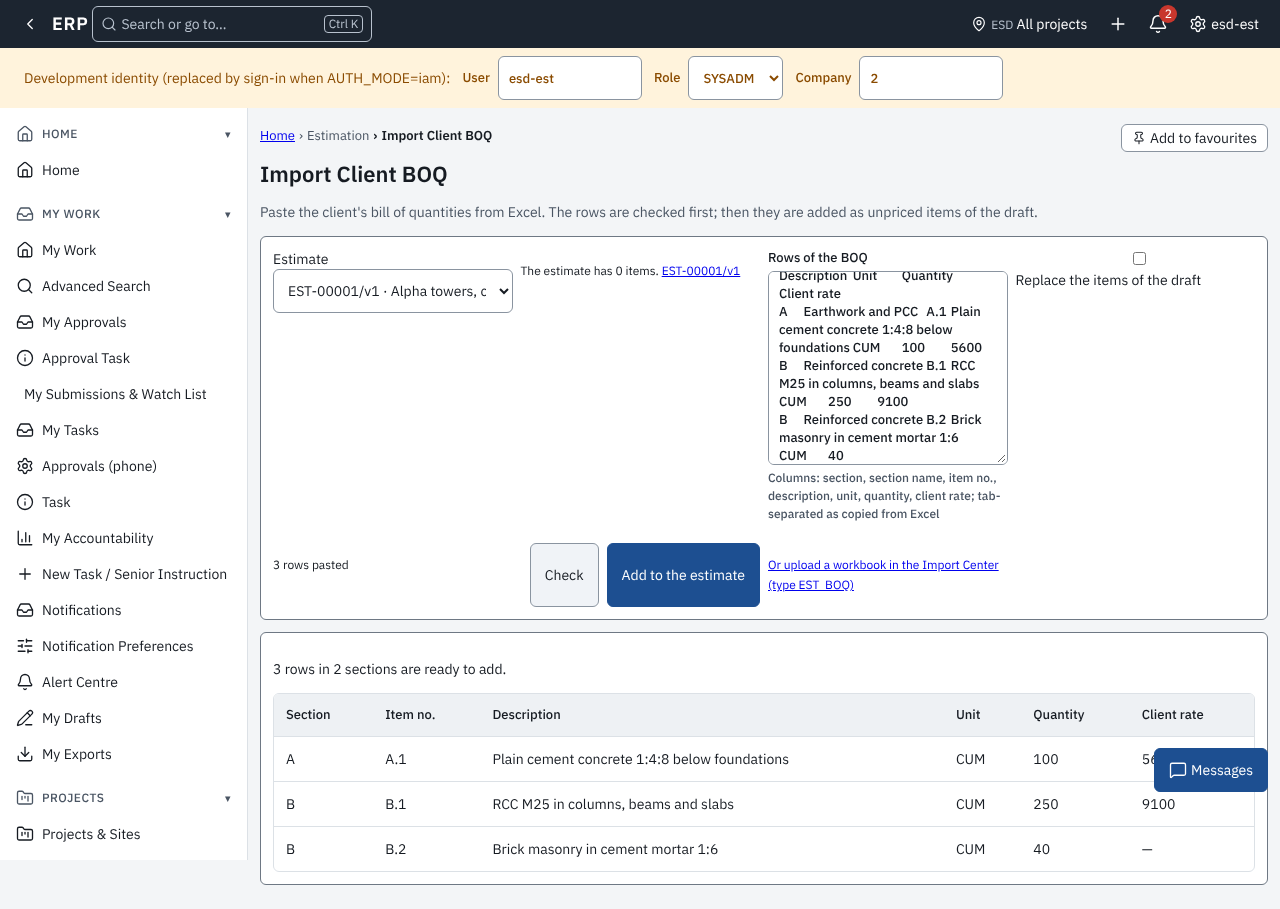 ERP
Search or go to...
Ctrl K
ESD All projects
2
esd-est
Development identity (replaced by sign-in when AUTH_MODE=iam):
User
esd-est
Role
SYSADM
Company
2
HOME
Home
MY WORK
My Work
Advanced Search
My Approvals
Approval Task
My Submissions & Watch List
My Tasks
Approvals (phone)
Task
My Accountability
New Task / Senior Instruction
Notifications
Notification Preferences
Alert Centre
My Drafts
My Exports
PROJECTS
Projects & Sites
Home › Estimation › Import Client BOQ
Add to favourites
Import Client BOQ
Paste the client's bill of quantities from Excel. The rows are checked first; then they are added as unpriced items of the draft.
Estimate
EST-00001/v1 · Alpha towers, c
The estimate has 0 items. EST-00001/v1
Rows of the BOQ
Description Unit Quantity
Client rate
A Earthwork and PCC A.1 Plain
cement concrete 1:4:8 below
foundations CUM 100 5600
B Reinforced concrete B.1 RCC
M25 in columns, beams and slabs
CUM 250 9100
B Reinforced concrete B.2 Brick
masonry in cement mortar 1:6
CUM 40
Columns: section, section name, item no.,
description, unit, quantity, client rate; tab-
separated as copied from Excel
Replace the items of the draft
3 rows pasted
Check
Add to the estimate
Or upload a workbook in the Import Center
(type EST_BOQ)
3 rows in 2 sections are ready to add.
Section Item no. Description Unit Quantity Client rate
A A.1 Plain cement concrete 1:4:8 below foundations CUM 100
B B.1 RCC M25 in columns, beams and slabs CUM 250 9100
B B.2 Brick masonry in cement mortar 1:6 CUM 40 —
Messages